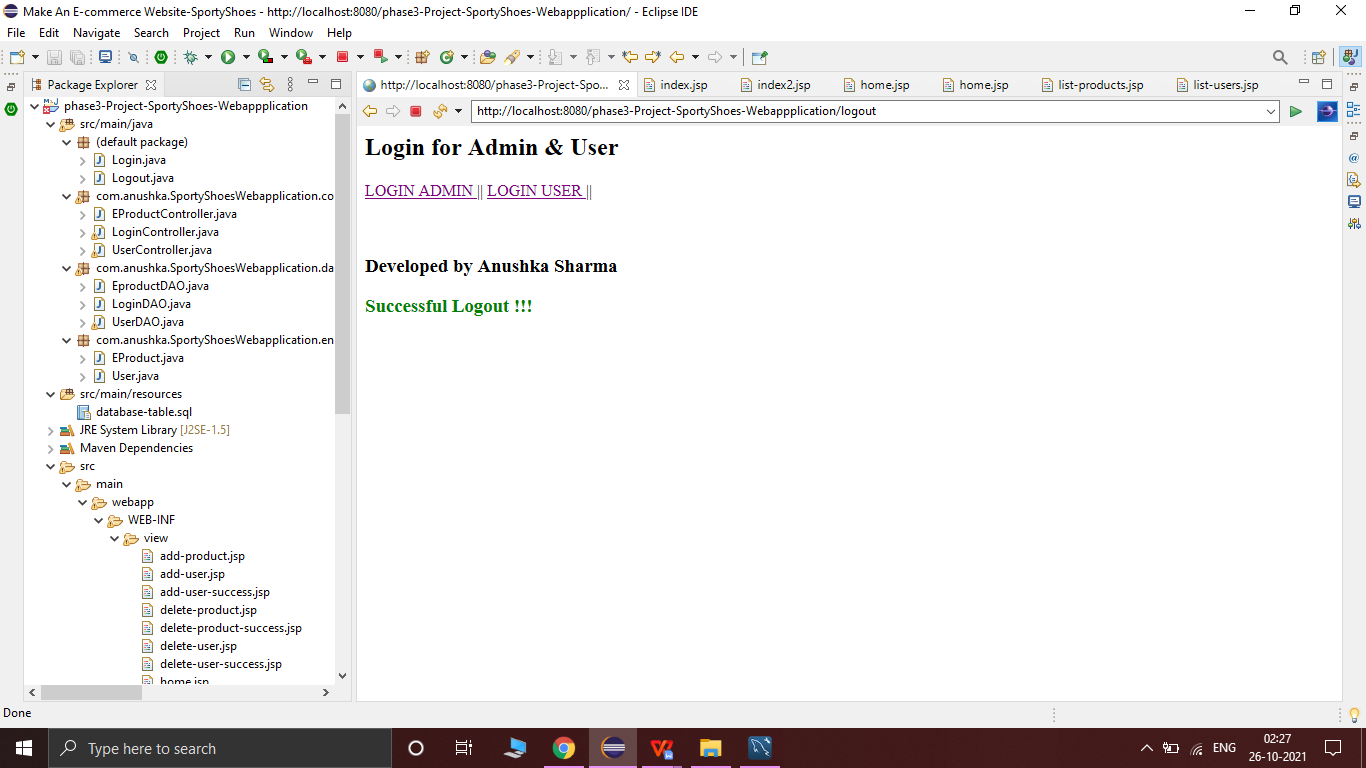 Make An E-commerce Website-SportyShoes - http://localhost:8080/phase3-Project-SportyShoes-Webappplication/ - Eclipse IDE
File Edit Navigate Search Project Run Window Help
Package Explorer
http://localhost:8080/phase3-Project-SportyShoes-Spo...
index.jsp
index2.jsp
home.jsp
home.jsp
list-products.jsp
list-users.jsp
http://localhost:8080/phase3-Project-SportyShoes-Webappplication/logout
phase3-Project-SportyShoes-Webappplication
src/main/java
(default package)
Login.java
Logout.java
com.anushka.SportyShoesWebapplication.co
EProductController.java
LoginController.java
UserController.java
com.anushka.SportyShoesWebapplication.da
EproductDAO.java
LoginDAO.java
UserDAO.java
com.anushka.SportyShoesWebapplication.en
EProduct.java
User.java
src/main/resources
database-table.sql
JRE System Library [J2SE-1.5]
Maven Dependencies
src
main
webapp
WEB-INF
view
add-product.jsp
add-user.jsp
add-user-success.jsp
delete-product.jsp
delete-product-success.jsp
delete-user.jsp
delete-user-success.jsp
home.jsp
Login for Admin & User
LOGIN ADMIN || LOGIN USER ||
Developed by Anushka Sharma
Successful Logout !!!
Done
Type here to search
ENG
02:27
26-10-2021